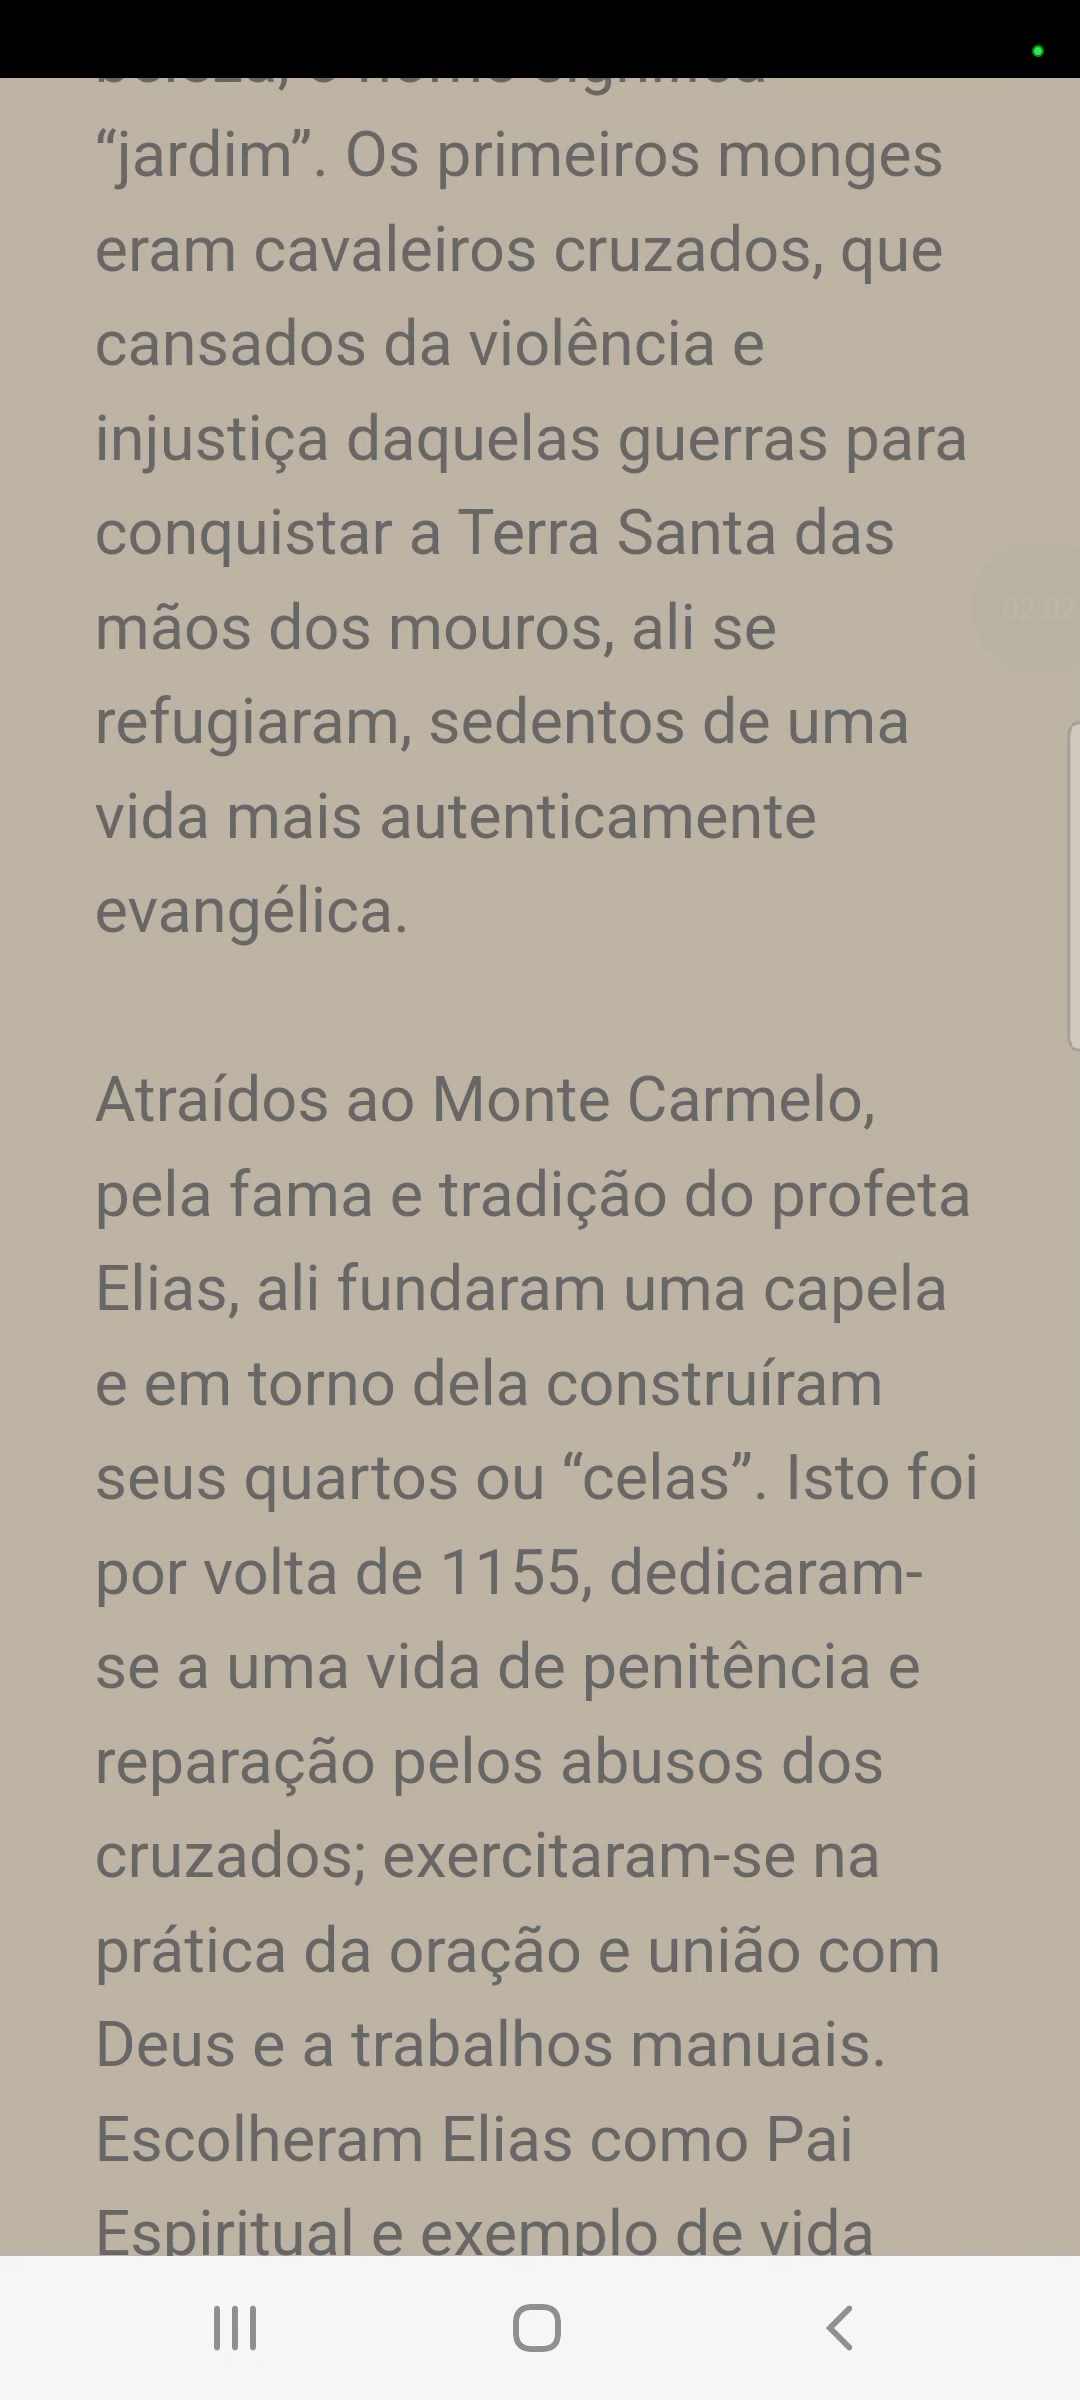 “jardim”. Os primeiros monges
eram cavaleiros cruzados, que
cansados da violência e
injustiça daquelas guerras para
conquistar a Terra Santa das
mãos dos mouros, ali se
refugiaram, sedentos de uma
vida mais autenticamente
evangélica.
Atraídos ao Monte Carmelo,
pela fama e tradição do profeta
Elias, ali fundaram uma capela
e em torno dela construíram
seus quartos ou “celas”. Isto foi
por volta de 1155, dedicaram-
se a uma vida de penitência e
reparação pelos abusos dos
cruzados; exercitaram-se na
prática da oração e união com
Deus e a trabalhos manuais.
Escolheram Elias como Pai
Espiritual e exemplo de vida
02:02